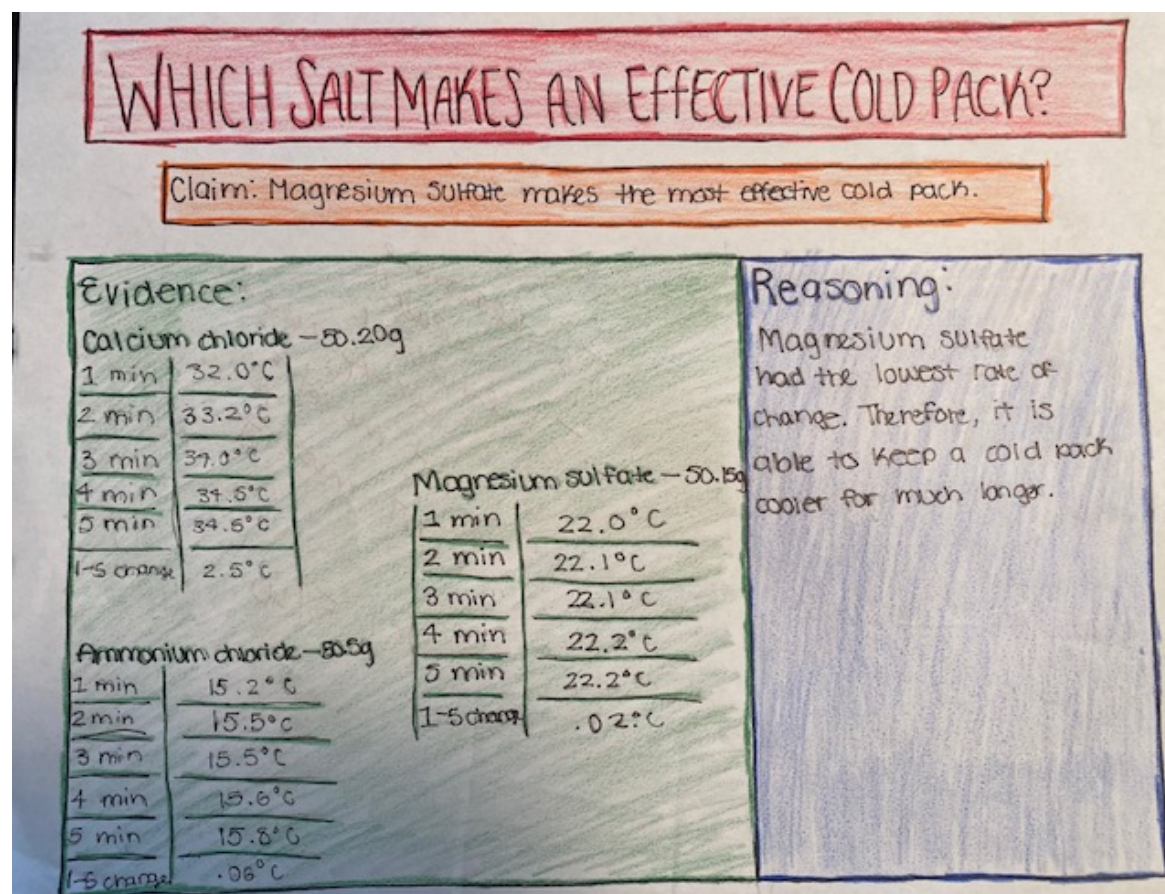 WHICH SALT MAKES AN EFFECTIVE COLD PACK?
Claim: Magnesium Sulfate makes the most effective cold pack.
Evidence:
Calcium chloride - 50.20g
1 min 32.0°C
2 min 33.2°C
3 min 37.0°C
4 min 34.5°C
5 min 34.5°C
1-5 change 2.5°C
Ammonium chloride - 50.5g
1 min 15.2°C
2 min 15.5°C
3 min 15.5°C
4 min 15.6°C
5 min 15.8°C
1-5 change .06°C
Magnesium sulfate - 50.15g
1 min 22.0°C
2 min 22.1°C
3 min 22.1°C
4 min 22.2°C
5 min 22.2°C
1-5 change .02°C
Reasoning:
Magnesium sulfate
had the lowest rate of
change. Therefore, it is
able to keep a cold pack
cooler for much longer.